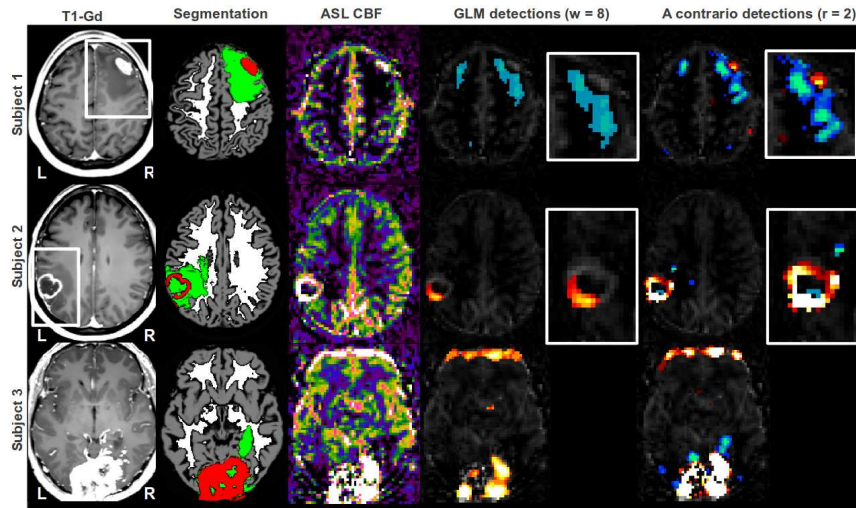 T1-Gd Segmentation ASL CBF GLM detections (w = 8) A contrario detections (r = 2)
Subject 1
L R
Subject 2
L R
Subject 3
L R